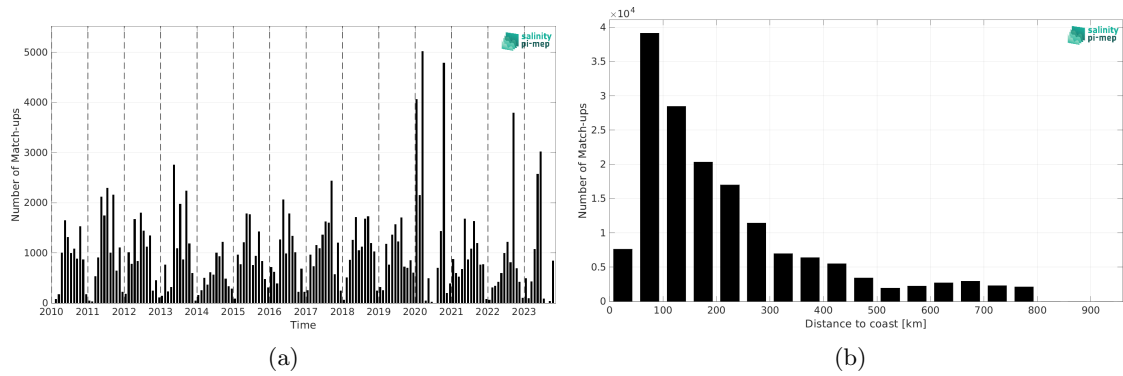 salinity
pi-mep
Number of Match-ups
5000
4000
3000
2000
1000
0
2010 2011 2012 2013 2014 2015 2016 2017 2018 2019 2020 2021 2022 2023
Time
(a)
×10⁴
salinity
pi-mep
Number of Match-ups
4
3.5
3
2.5
2
1.5
1
0.5
0
0 100 200 300 400 500 600 700 800 900
Distance to coast [km]
(b)